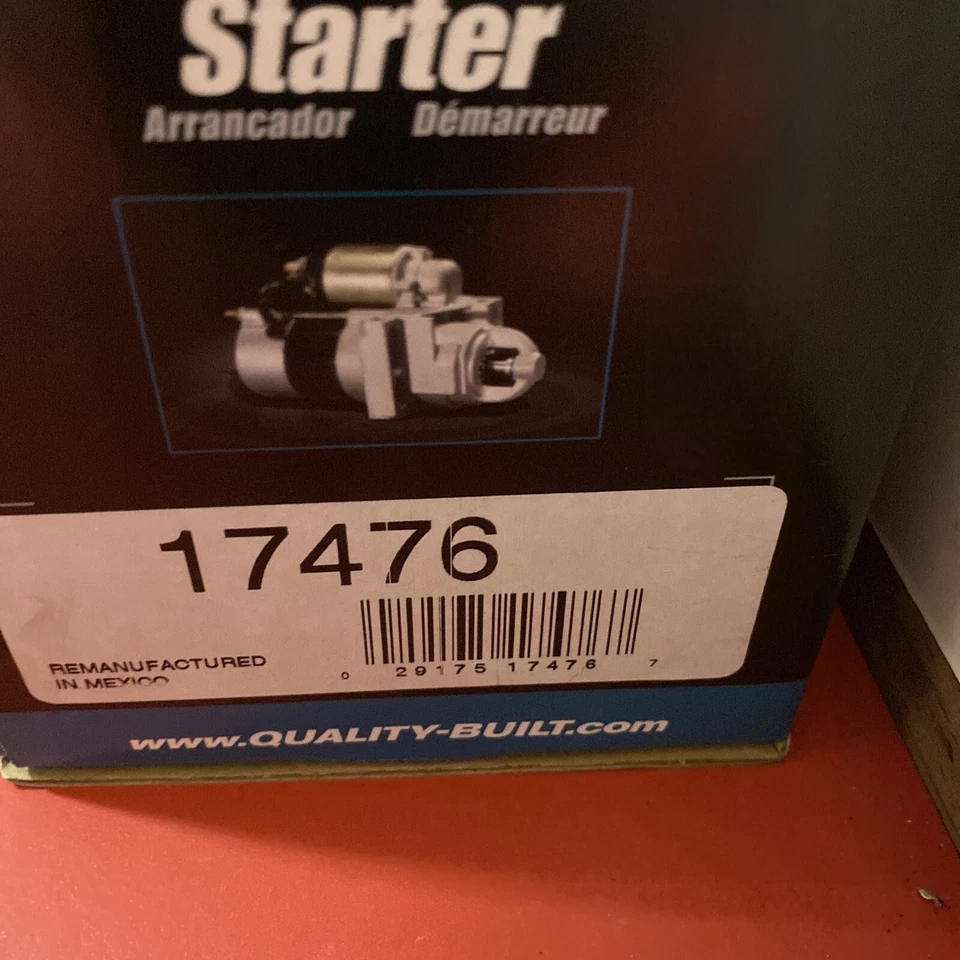 Starter
Arrancador Démarreur
17476
REMANUFACTURED
IN MEXICO
0 29175 17476 7
www.QUALITY-BUILT.com